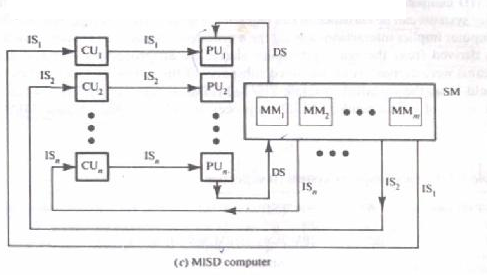 IS₁ CU₁ IS₁ PU₁ DS
IS₂ CU₂ IS₂ PU₂ SM
MM₁ MM₂ MMₘ
ISₙ CUₙ ISₙ PUₙ DS ISₙ IS₂ IS₁
(c) MISD computer